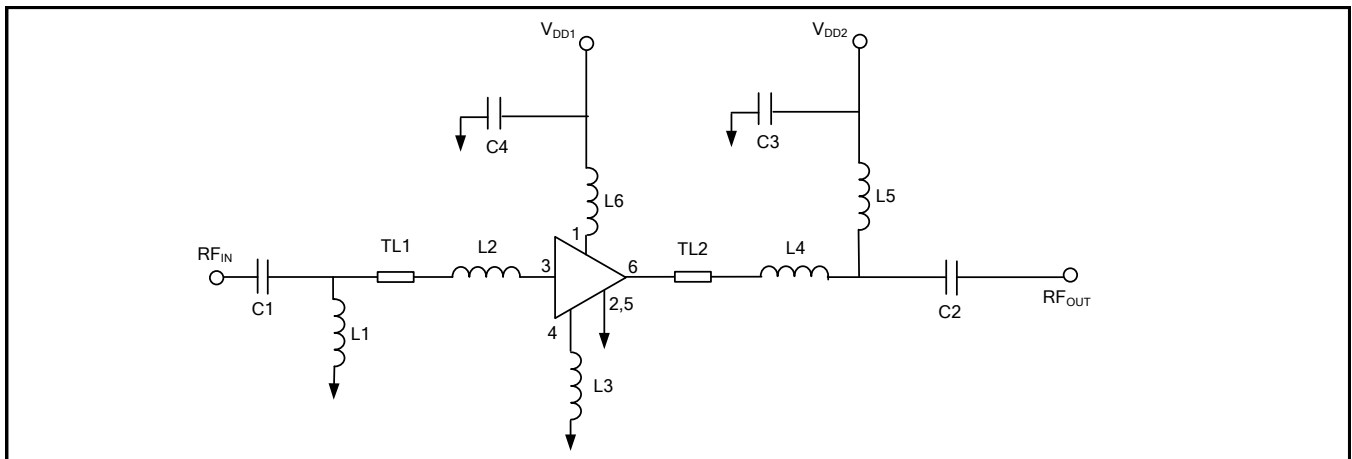 VDD1
VDD2
C4
C3
L6
L5
RFIN
TL1
L2
1
3
6
TL2
L4
C1
L1
4
2,5
C2
RFOUT
L3